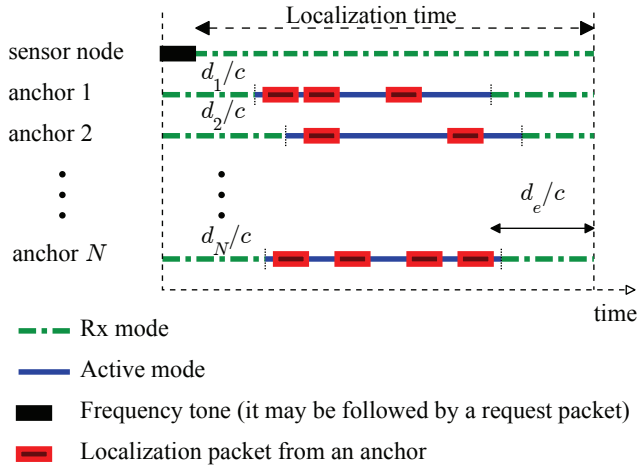 Localization time
sensor node
d_1/c
anchor 1
d_2/c
anchor 2
d_e/c
d_N/c
anchor N
time
Rx mode
Active mode
Frequency tone (it may be followed by a request packet)
Localization packet from an anchor